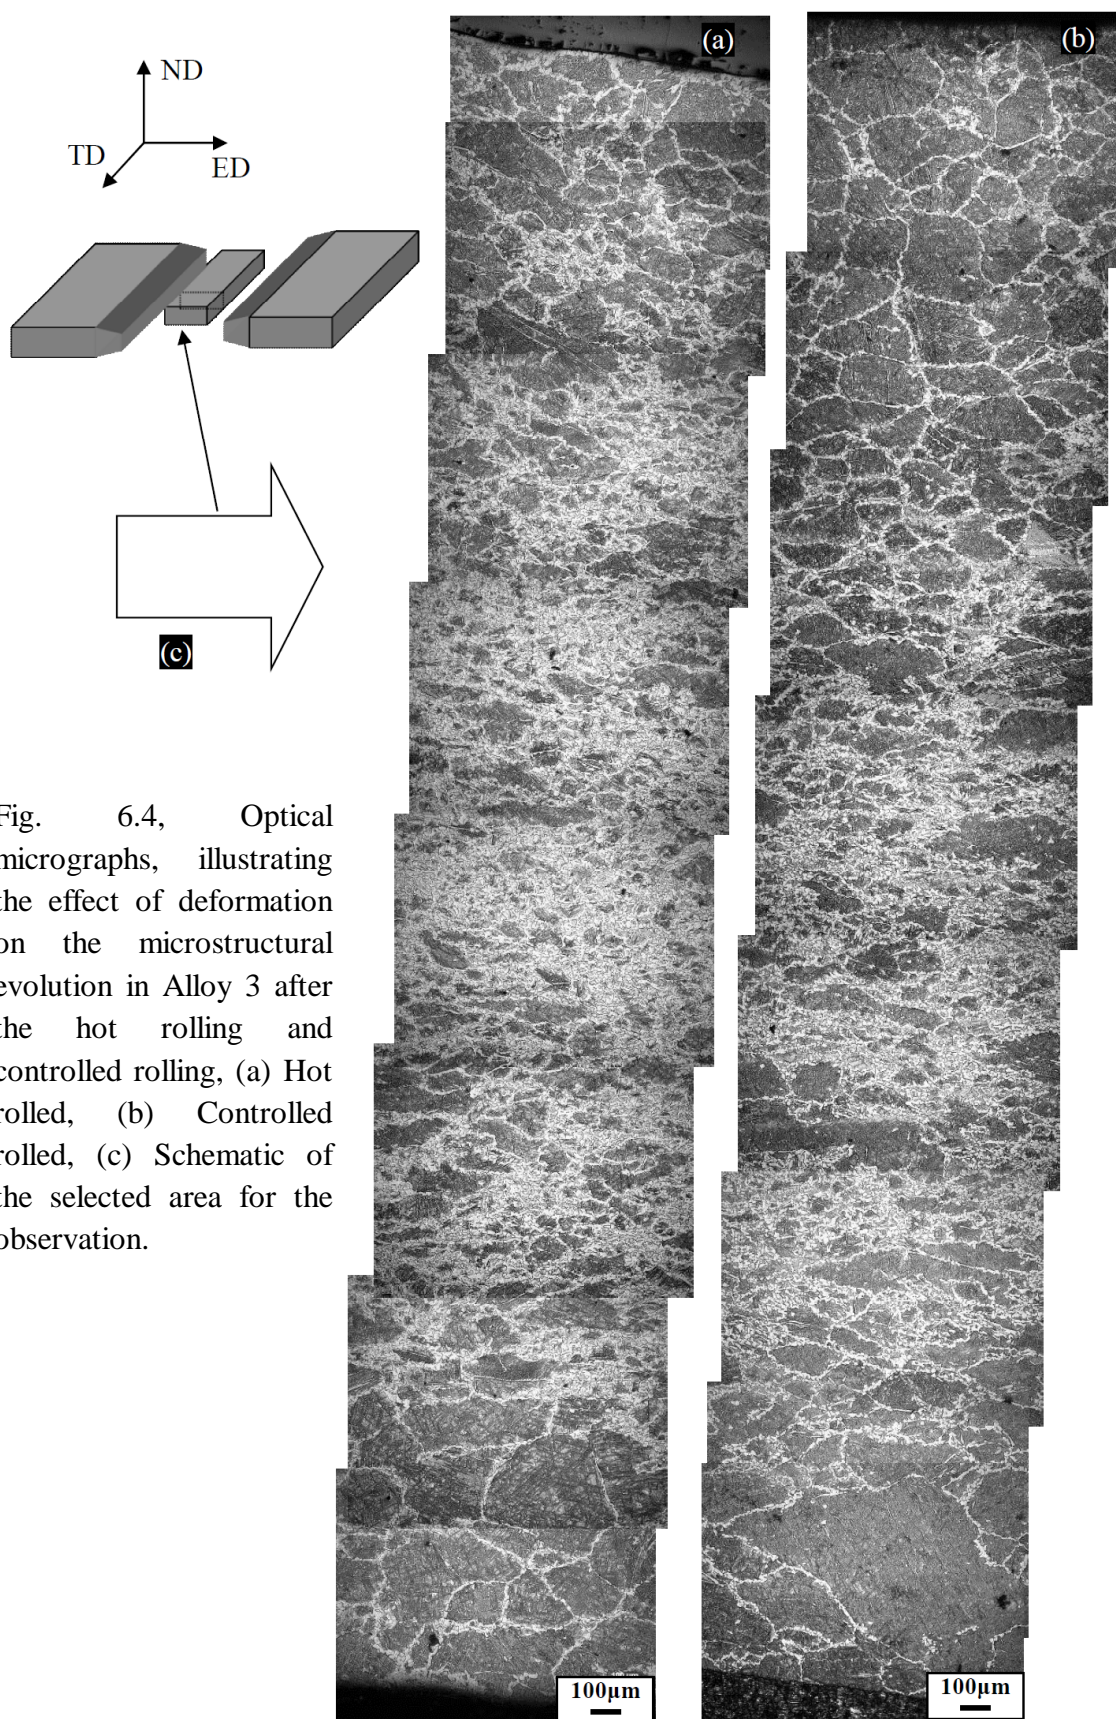 ND
TD
ED
(a)
(b)
(c)
Fig. 6.4, Optical
micrographs, illustrating
the effect of deformation
on the microstructural
evolution in Alloy 3 after
the hot rolling and
controlled rolling, (a) Hot
rolled, (b) Controlled
rolled, (c) Schematic of
the selected area for the
observation.
100µm
100µm